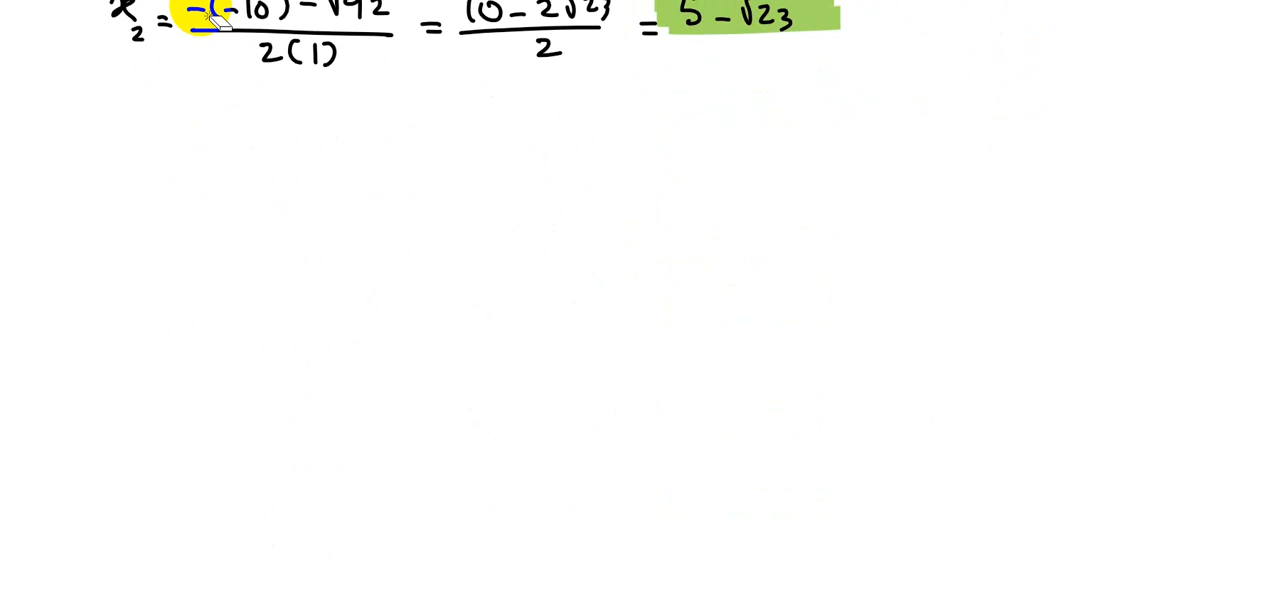 x₂ = -(-10) - √92 / 2(1) = 10 - 2√23 / 2 = 5 - √23